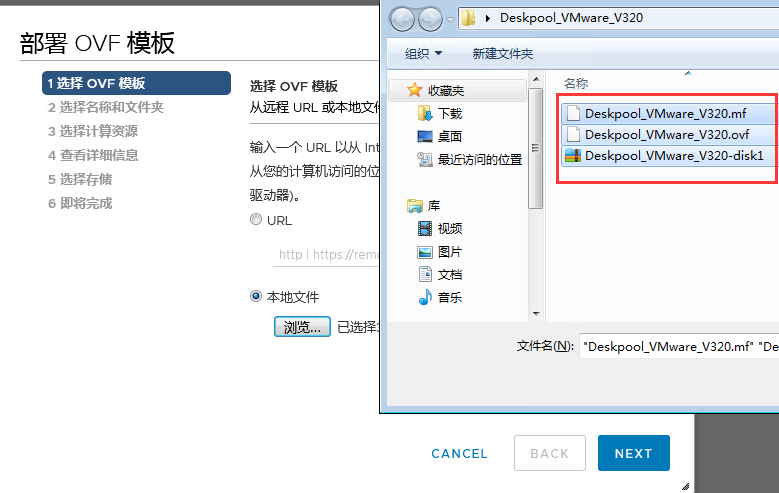 部署 OVF 模板
1 选择 OVF 模板
2 选择名称和文件夹
3 选择计算资源
4 查看详细信息
5 选择存储
6 即将完成
选择 OVF 模板
从远程 URL 或本地文
输入一个 URL 以从 Int
从您的计算机访问的位
驱动器)。
URL
http | https://remo
本地文件
浏览... 已选择3
Deskpool_VMware_V320
组织 新建文件夹
收藏夹
下载
桌面
最近访问的位置
库
视频
图片
文档
音乐
名称
Deskpool_VMware_V320.mf
Deskpool_VMware_V320.ovf
Deskpool_VMware_V320-disk1
文件名(N): "Deskpool_VMware_V320.mf" "De
CANCEL BACK NEXT